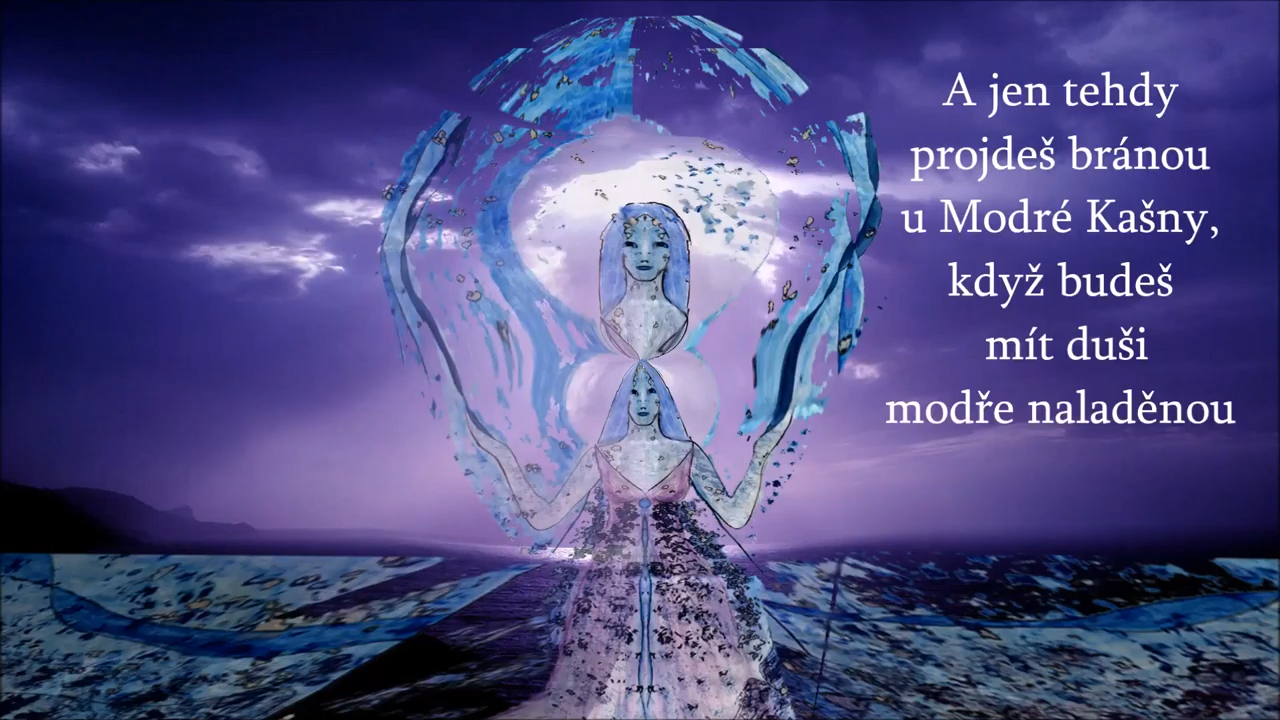 A jen tehdy
projdeš bránou
u Modré Kašny,
když budeš
mít duši
modře naladěnou